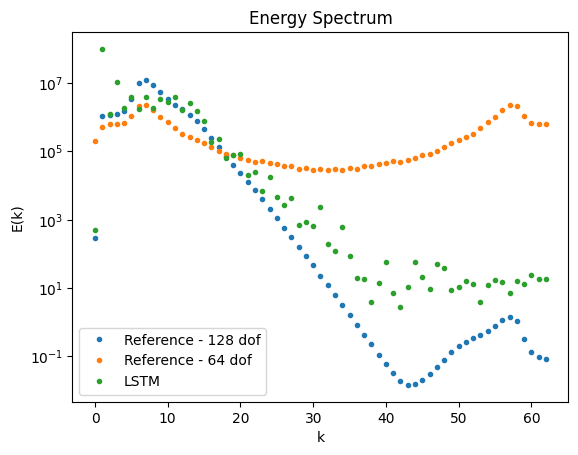 Energy Spectrum
E(k)
10^7
10^5
10^3
10^1
10^-1
Reference - 128 dof
Reference - 64 dof
LSTM
0 10 20 30 40 50 60
k